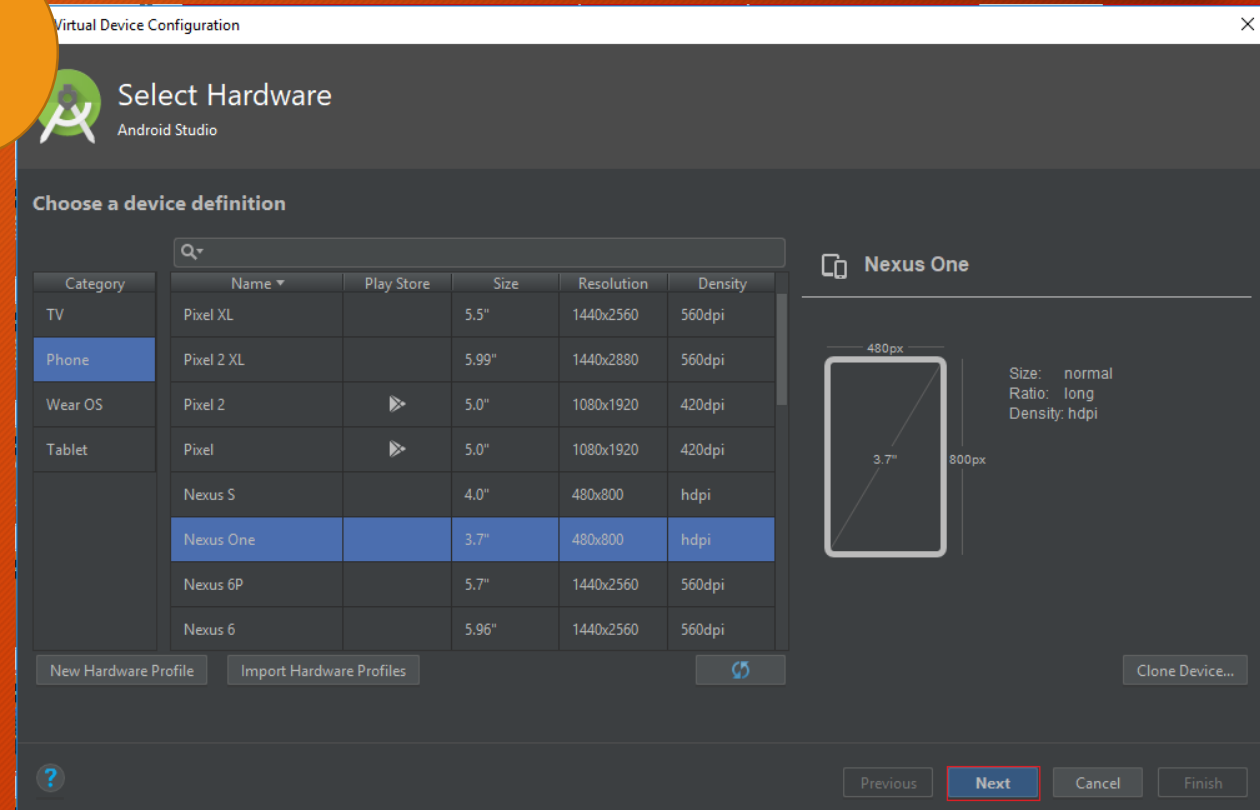 Virtual Device Configuration
Select Hardware
Android Studio
Choose a device definition
Category
TV
Phone
Wear OS
Tablet
Name Play Store Size Resolution Density
Pixel XL 5.5" 1440x2560 560dpi
Pixel 2 XL 5.99" 1440x2880 560dpi
Pixel 2 5.0" 1080x1920 420dpi
Pixel 5.0" 1080x1920 420dpi
Nexus S 4.0" 480x800 hdpi
Nexus One 3.7" 480x800 hdpi
Nexus 6P 5.7" 1440x2560 560dpi
Nexus 6 5.96" 1440x2560 560dpi
New Hardware Profile Import Hardware Profiles
Nexus One
480px
3.7"
800px
Size: normal
Ratio: long
Density: hdpi
Clone Device...
?
Previous Next Cancel Finish